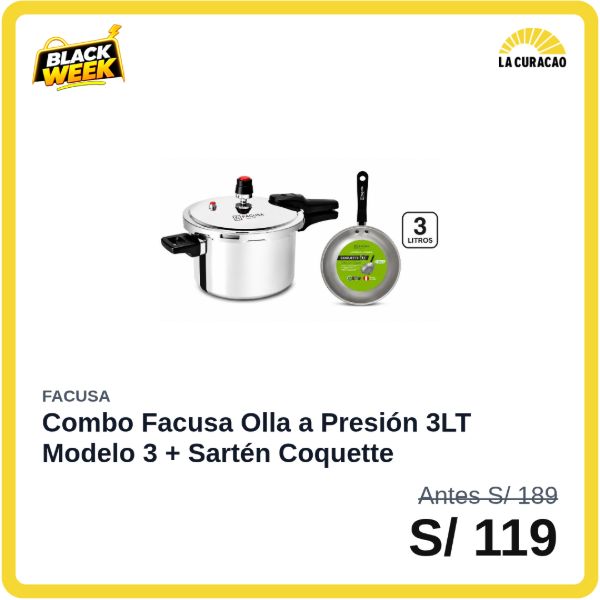 BLACK
WEEK
LA CURACAO
FACUSA
3
LITROS
FACUSA
Combo Facusa Olla a Presión 3LT
Modelo 3 + Sartén Coquette
Antes S/ 189
S/ 119